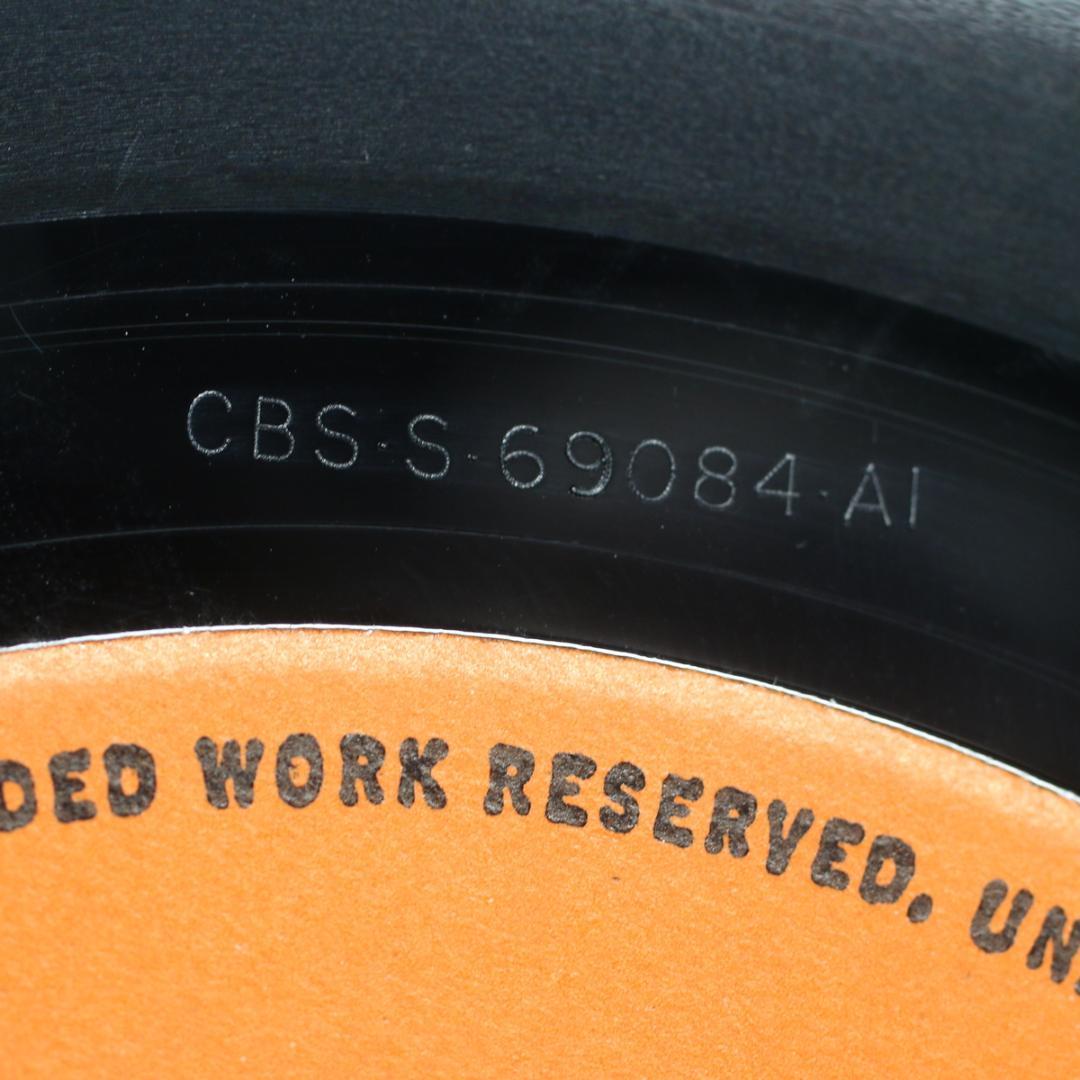 CBS·S·69084·A1
DED WORK RESERVED. UN